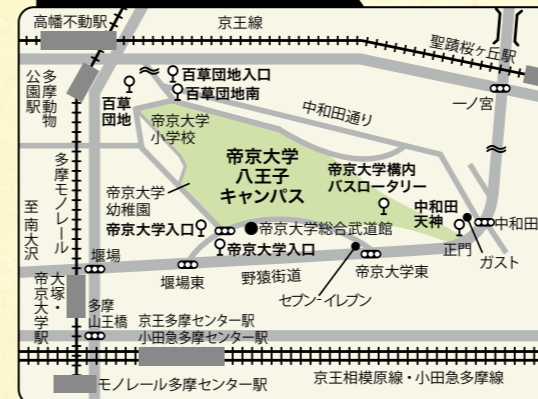 高幡不動駅
京王線
聖蹟桜ヶ丘駅
多摩動物
公園駅
百草団地入口
百草団地南
百草
団地
一ノ宮
中和田通り
帝京大学
小学校
帝京大学
八王子
キャンパス
帝京大学構内
バスロータリー
多摩モノレール
至南大沢
帝京大学
幼稚園
中和田
天神
帝京大学入口
帝京大学総合武道館
中和田
正門
ガスト
帝京大学入口
堰場
堰場東
野猿街道
帝京大学東
セブン-イレブン
大塚・
帝京大学駅
多摩
山王橋
京王多摩センター駅
小田急多摩センター駅
モノレール多摩センター駅
京王相模原線・小田急多摩線